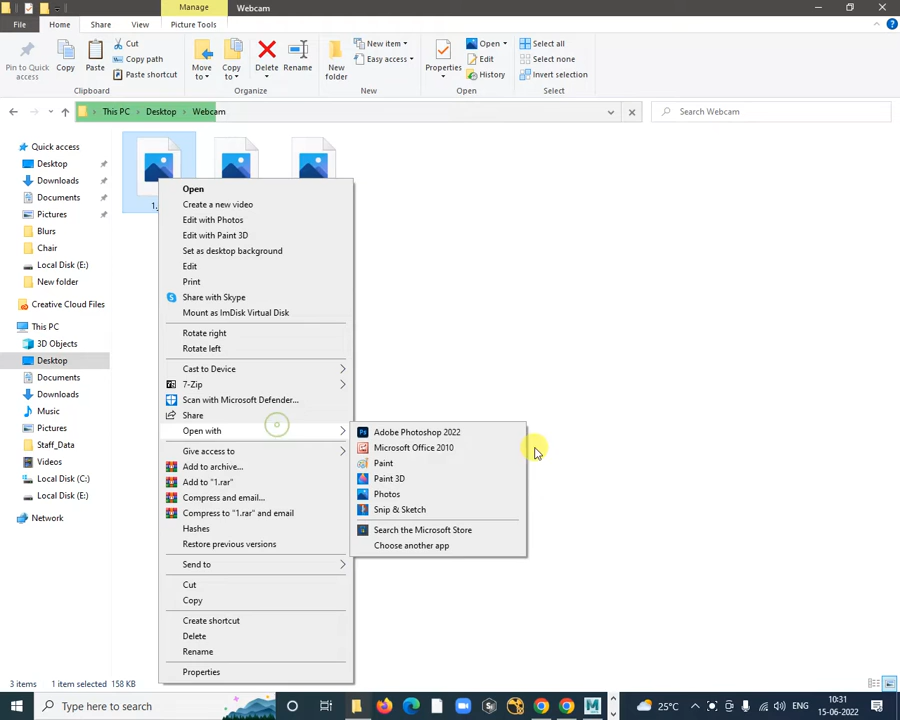 Manage
Webcam
File
Home
Share
View
Picture Tools
Pin to Quick access
Copy
Paste
Cut
Copy path
Paste shortcut
Move to
Copy to
Delete
Rename
New folder
New item
Easy access
Properties
Open
Edit
History
Select all
Select none
Invert selection
Clipboard
Organize
New
Open
Select
This PC
Desktop
Webcam
Search Webcam
Quick access
Desktop
Downloads
Documents
Pictures
Blurs
Chair
Local Disk (E:)
New folder
Creative Cloud Files
This PC
3D Objects
Desktop
Documents
Downloads
Music
Pictures
Staff_Data
Videos
Local Disk (C:)
Local Disk (E:)
Network
1.
Open
Create a new video
Edit with Photos
Edit with Paint 3D
Set as desktop background
Edit
Print
Share with Skype
Mount as ImDisk Virtual Disk
Rotate right
Rotate left
Cast to Device
7-Zip
Scan with Microsoft Defender...
Share
Open with
Give access to
Add to archive...
Add to "1.rar"
Compress and email...
Compress to "1.rar" and email
Hashes
Restore previous versions
Send to
Cut
Copy
Create shortcut
Delete
Rename
Properties
Adobe Photoshop 2022
Microsoft Office 2010
Paint
Paint 3D
Photos
Snip & Sketch
Search the Microsoft Store
Choose another app
3 items
1 item selected 158 KB
Type here to search
25°C
ENG
10:31
15-06-2022